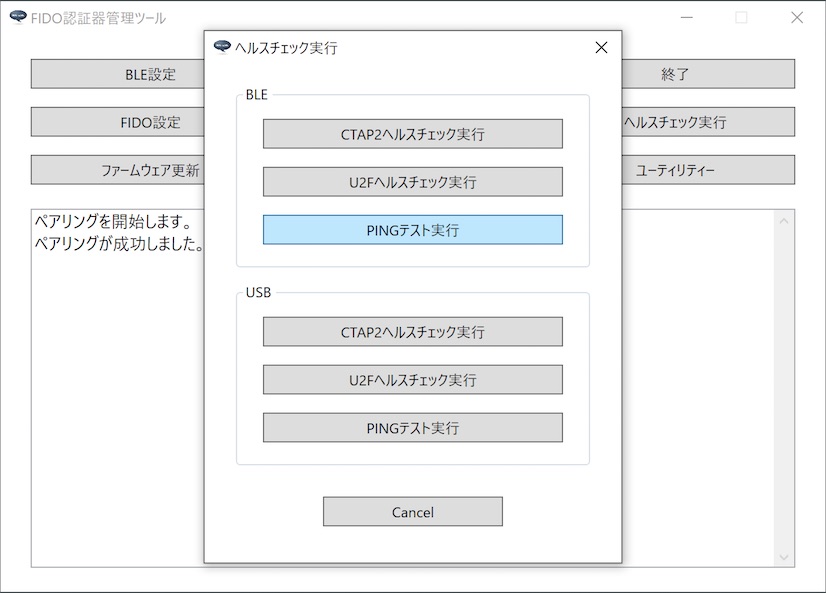 FIDO認証器管理ツール
BLE設定
終了
FIDO設定
ヘルスチェック実行
ファームウェア更新
ユーティリティー
ペアリングを開始します。
ペアリングが成功しました。
ヘルスチェック実行
BLE
CTAP2ヘルスチェック実行
U2Fヘルスチェック実行
PINGテスト実行
USB
CTAP2ヘルスチェック実行
U2Fヘルスチェック実行
PINGテスト実行
Cancel